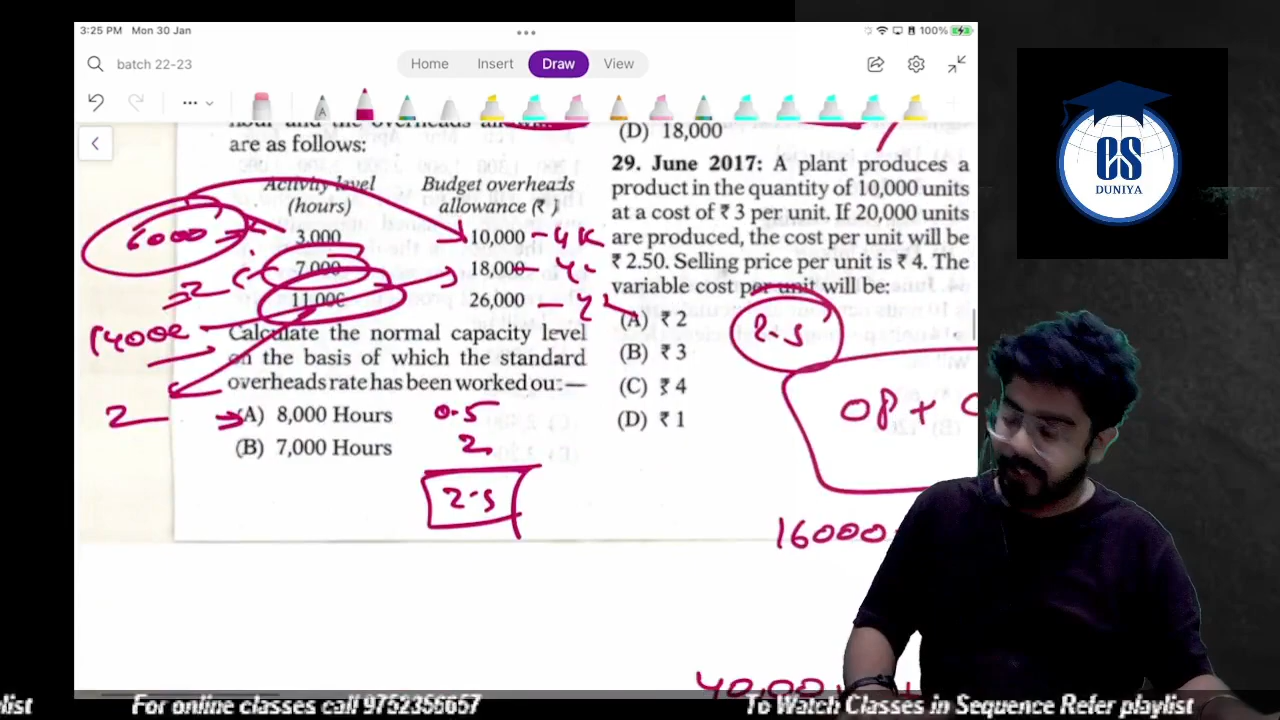 3:25 PM Mon 30 Jan
100%
batch 22-23
Home Insert Draw View
are as follows:
Activity level (hours) Budget overheads allowance (₹)
3,000 10,000 - 4K
7,000 18,000
11,000 26,000
6000
14000
2
Calculate the normal capacity level
on the basis of which the standard
overheads rate has been worked out—
(A) 8,000 Hours
(B) 7,000 Hours
0.5
2
2.5
(D) 18,000
29. June 2017: A plant produces a
product in the quantity of 10,000 units
at a cost of ₹ 3 per unit. If 20,000 units
are produced, the cost per unit will be
₹ 2.50. Selling price per unit is ₹ 4. The
variable cost per unit will be:
(A) ₹ 2
(B) ₹ 3
(C) ₹ 4
(D) ₹ 1
2.5
OP +
16000
CS
DUNIYA
list For online classes call 9752356657 To Watch Classes in Sequence Refer playlist